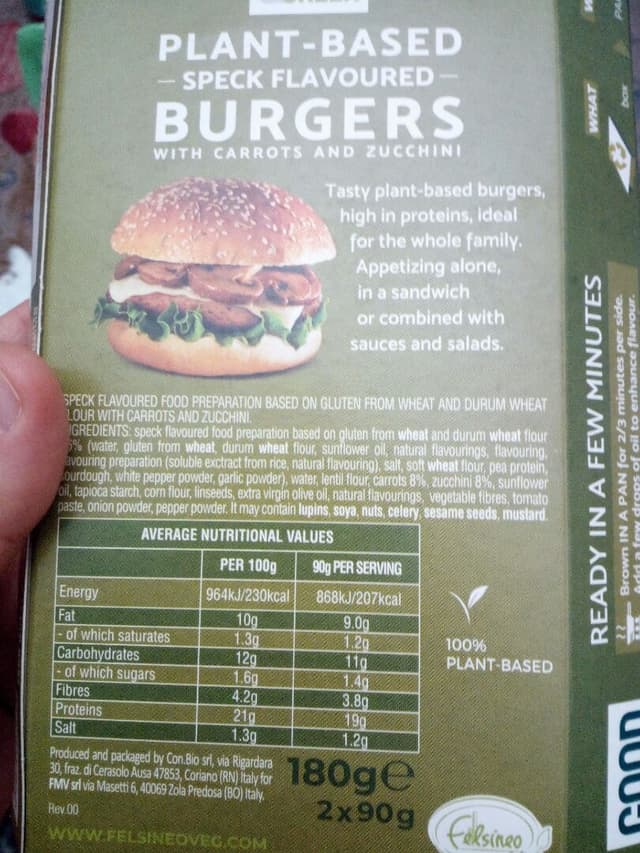 PLANT-BASED
SPECK FLAVOURED
BURGERS
WITH CARROTS AND ZUCCHINI
Tasty plant-based burgers,
high in proteins, ideal
for the whole family.
Appetizing alone,
in a sandwich
or combined with
sauces and salads.
SPECK FLAVOURED FOOD PREPARATION BASED ON GLUTEN FROM WHEAT AND DURUM WHEAT
LOUR WITH CARROTS AND ZUCCHINI.
GREDIENTS: speck flavoured food preparation based on gluten from wheat and durum wheat flour
5% (water, gluten from wheat, durum wheat flour, sunflower oil, natural flavourings, flavouring,
avouring preparation (soluble exctract from rice, natural flavouring), salt, soft wheat flour, pea protein,
ourdough, white pepper powder, garlic powder), water, lentil flour, carrots 8%, zucchini 8%, sunflower
oil, tapioca starch, corn flour, linseeds, extra virgin olive oil, natural flavourings, vegetable fibres, tomato
paste, onion powder, pepper powder. It may contain lupins, soya, nuts, celery, sesame seeds, mustard.
AVERAGE NUTRITIONAL VALUES
PER 100g 90g PER SERVING
Energy 964kJ/230kcal 868kJ/207kcal
Fat 10g 9.0g
- of which saturates 1.3g 1.2g
Carbohydrates 12g 11g
- of which sugars 1.6g 1.4g
Fibres 4.2g 3.8g
Proteins 21g 19g
Salt 1.3g 1.2g
100%
PLANT-BASED
Produced and packaged by Con.Bio srl, via Rigardara
30, fraz. di Cerasolo Ausa 47853, Coriano (RN) Italy for
FMV srl via Masetti 6, 40069 Zola Predosa (BO) Italy.
Rev.00
WWW.FELSINEOVEG.COM
180g℮
2x90g
Felsineo
WHAT
box
READY IN A FEW MINUTES
Brown IN A PAN for 2/3 minutes per side.
Add a few drops of oil to enhance flavour.
GOOD